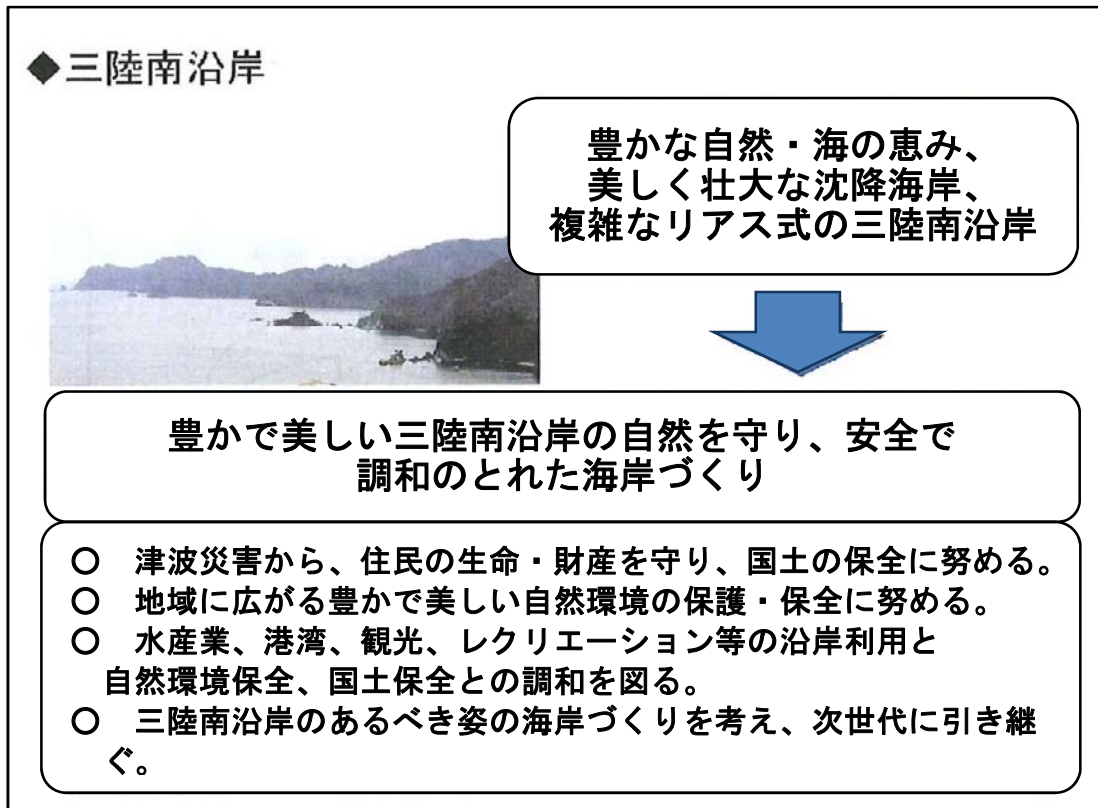 ◆三陸南沿岸
豊かな自然・海の恵み、
美しく壮大な沈降海岸、
複雑なリアス式の三陸南沿岸
豊かで美しい三陸南沿岸の自然を守り、安全で
調和のとれた海岸づくり
○　津波災害から、住民の生命・財産を守り、国土の保全に努める。
○　地域に広がる豊かで美しい自然環境の保護・保全に努める。
○　水産業、港湾、観光、レクリエーション等の沿岸利用と
自然環境保全、国土保全との調和を図る。
○　三陸南沿岸のあるべき姿の海岸づくりを考え、次世代に引き継
ぐ。